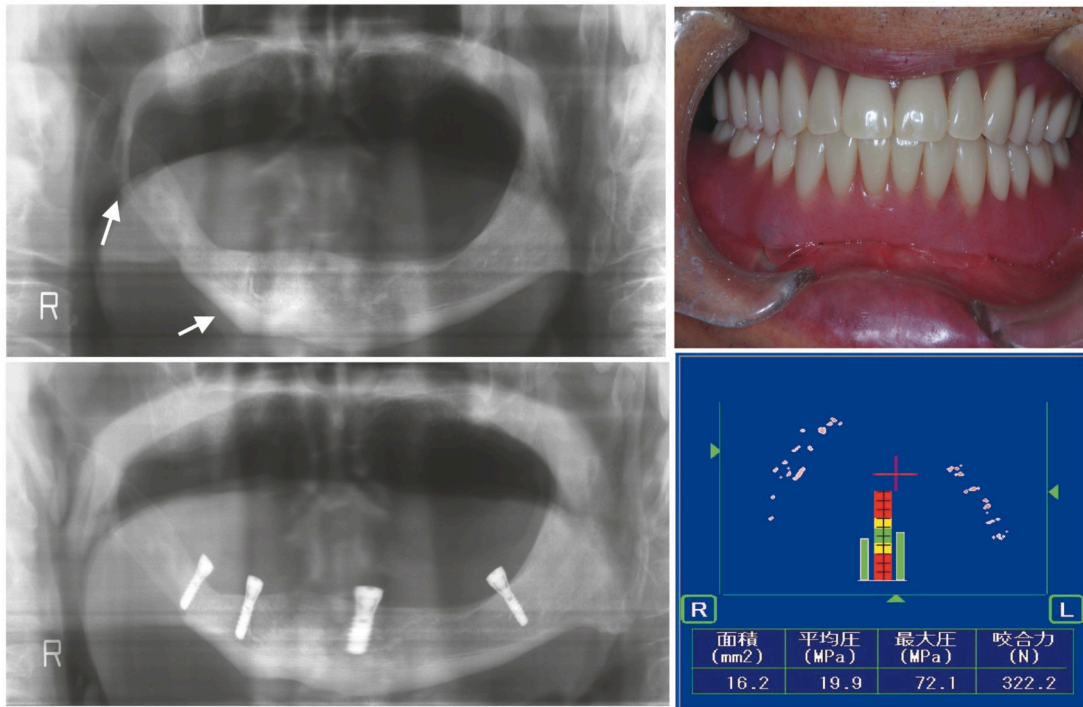 R
R
R
L
面積
(mm2)
平均圧
(MPa)
最大圧
(MPa)
咬合力
(N)
16.2
19.9
72.1
322.2